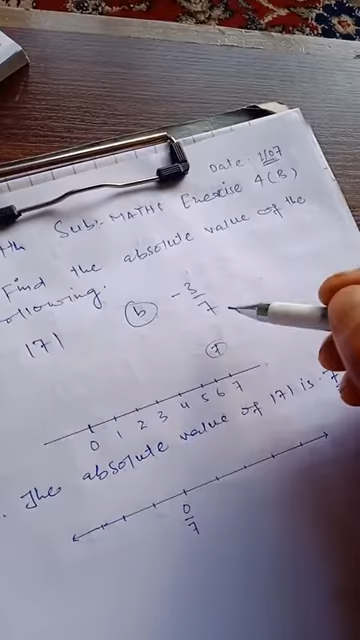 Date: 1/07
Sub:- MATHS Exercise 4(B)
Find the absolute value of the
following.
|7|
(b) -3/7
7
0 1 2 3 4 5 6 7
The absolute value of |7| is 7
0/7